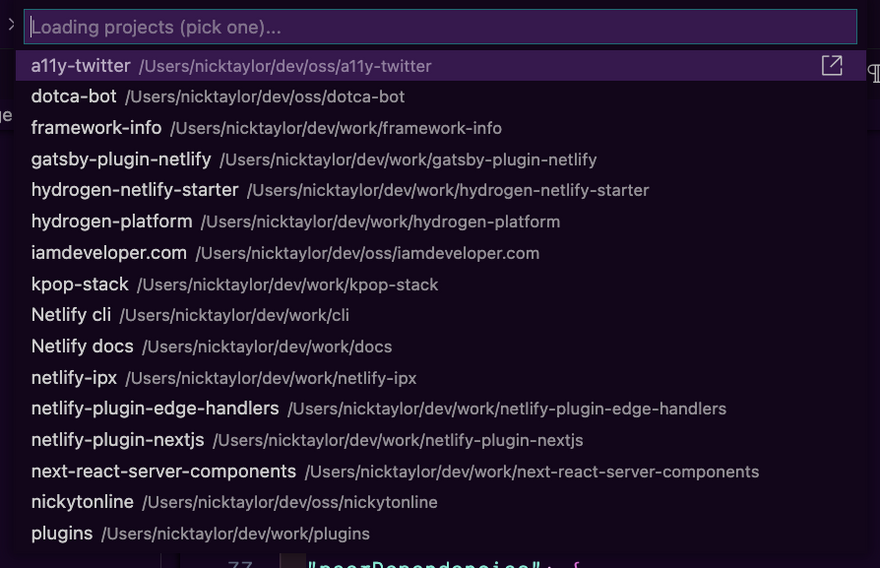 Loading projects (pick one)...
a11y-twitter /Users/nicktaylor/dev/oss/a11y-twitter
dotca-bot /Users/nicktaylor/dev/oss/dotca-bot
framework-info /Users/nicktaylor/dev/work/framework-info
gatsby-plugin-netlify /Users/nicktaylor/dev/work/gatsby-plugin-netlify
hydrogen-netlify-starter /Users/nicktaylor/dev/work/hydrogen-netlify-starter
hydrogen-platform /Users/nicktaylor/dev/work/hydrogen-platform
iamdeveloper.com /Users/nicktaylor/dev/oss/iamdeveloper.com
kpop-stack /Users/nicktaylor/dev/work/kpop-stack
Netlify cli /Users/nicktaylor/dev/work/cli
Netlify docs /Users/nicktaylor/dev/work/docs
netlify-ipx /Users/nicktaylor/dev/work/netlify-ipx
netlify-plugin-edge-handlers /Users/nicktaylor/dev/work/netlify-plugin-edge-handlers
netlify-plugin-nextjs /Users/nicktaylor/dev/work/netlify-plugin-nextjs
next-react-server-components /Users/nicktaylor/dev/work/next-react-server-components
nickytonline /Users/nicktaylor/dev/oss/nickytonline
plugins /Users/nicktaylor/dev/work/plugins
"peerDependencies": {